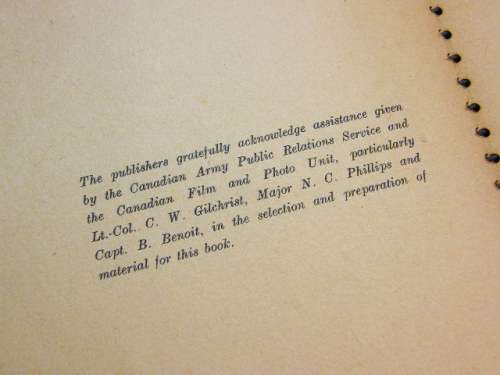 The publishers gratefully acknowledge assistance given
by the Canadian Army Public Relations Service and
the Canadian Film and Photo Unit, particularly
Lt.-Col. C. W. Gilchrist, Major N. C. Phillips and
Capt. B. Benoit, in the selection and preparation of
material for this book.